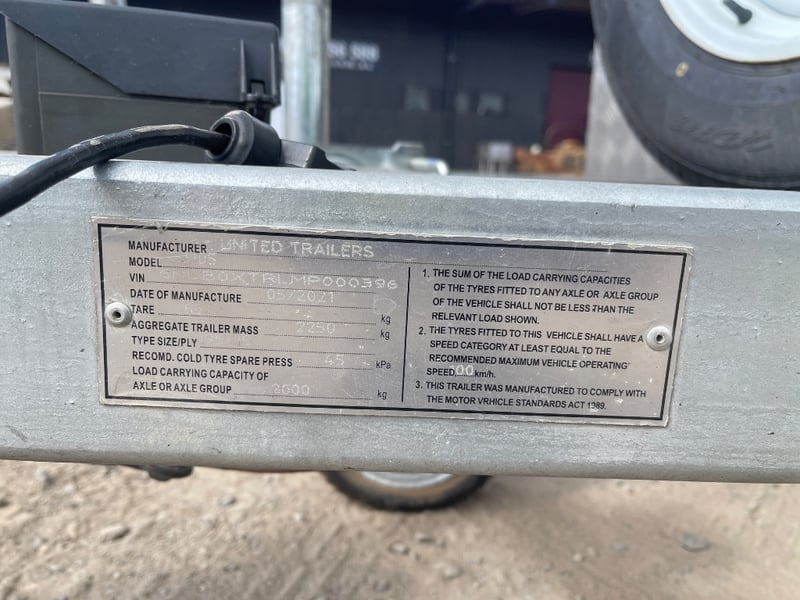 MANUFACTURER UNITED TRAILERS
MODEL
VIN
DATE OF MANUFACTURE
TARE kg
AGGREGATE TRAILER MASS 2250 kg
TYPE SIZE/PLY
RECOMD. COLD TYRE SPARE PRESS 45 kPa
LOAD CARRYING CAPACITY OF
AXLE OR AXLE GROUP 2000 kg
1. THE SUM OF THE LOAD CARRYING CAPACITIES
OF THE TYRES FITTED TO ANY AXLE OR AXLE GROUP
OF THE VEHICLE SHALL NOT BE LESS THAN THE
RELEVANT LOAD SHOWN.
2. THE TYRES FITTED TO THIS VEHICLE SHALL HAVE A
SPEED CATEGORY AT LEAST EQUAL TO THE
RECOMMENDED MAXIMUM VEHICLE OPERATING
SPEED km/h.
3. THIS TRAILER WAS MANUFACTURED TO COMPLY WITH
THE MOTOR VRHICLE STANDARDS ACT 1989.